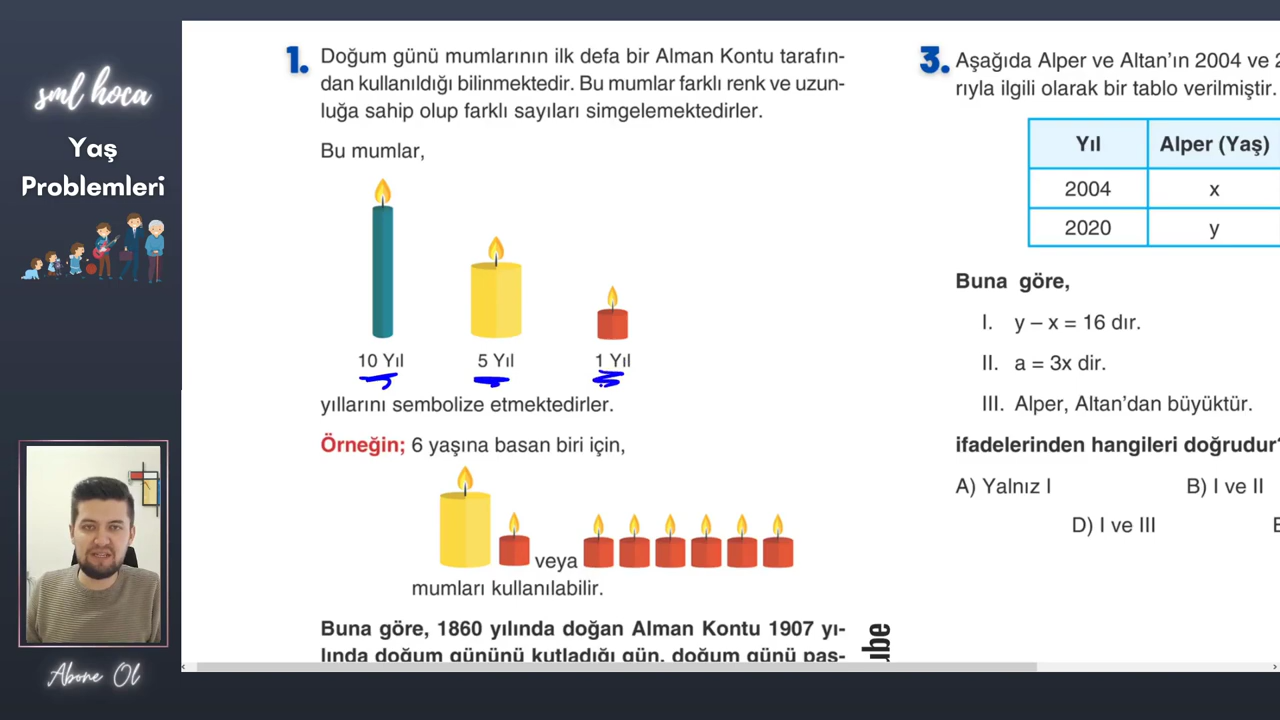 sml hoca
Yaş
Problemleri
Abone Ol
1.
Doğum günü mumlarının ilk defa bir Alman Kontu tarafın-
dan kullanıldığı bilinmektedir. Bu mumlar farklı renk ve uzun-
luğa sahip olup farklı sayıları simgelemektedirler.
Bu mumlar,
10 Yıl 5 Yıl 1 Yıl
yıllarını sembolize etmektedirler.
Örneğin; 6 yaşına basan biri için,
veya
mumları kullanılabilir.
Buna göre, 1860 yılında doğan Alman Kontu 1907 yı-
lında doğum gününü kutladığı gün, doğum günü pas-
ube
3.
Aşağıda Alper ve Altan'ın 2004 ve 2
rıyla ilgili olarak bir tablo verilmiştir.
Yıl Alper (Yaş)
2004 x
2020 y
Buna göre,
I. y – x = 16 dır.
II. a = 3x dir.
III. Alper, Altan'dan büyüktür.
ifadelerinden hangileri doğrudur?
A) Yalnız I B) I ve II
D) I ve III E